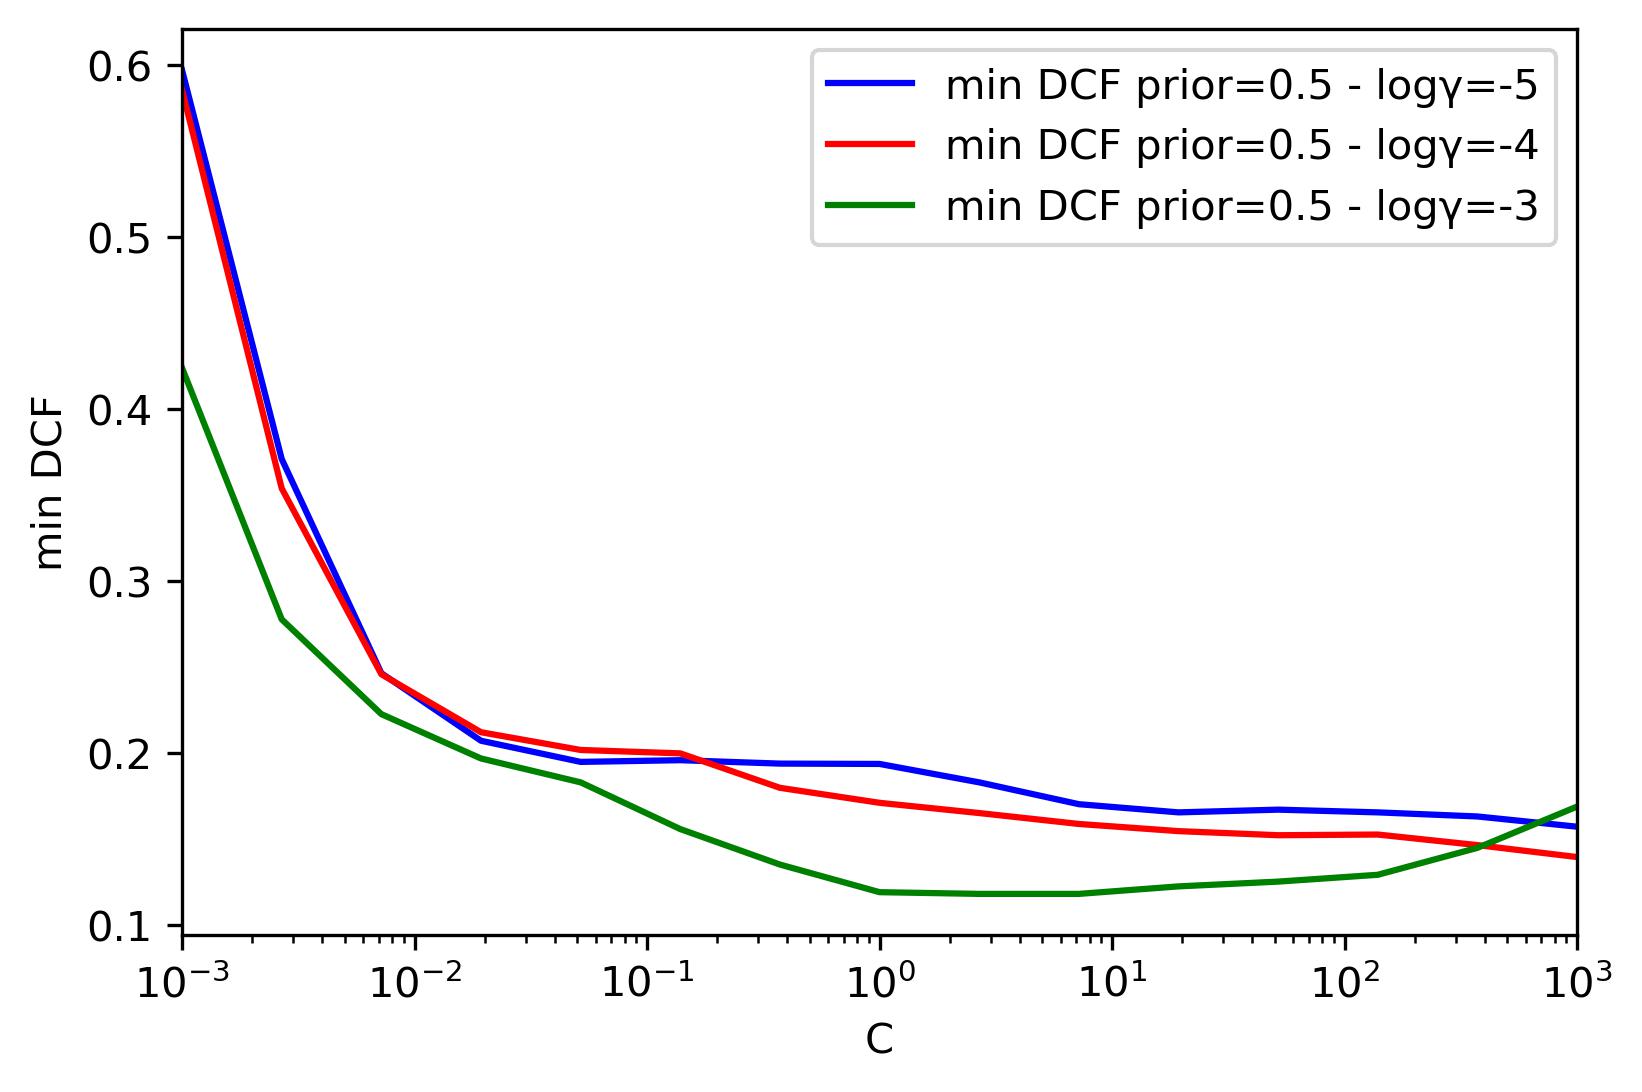 min DCF prior=0.5 - logγ=-5
min DCF prior=0.5 - logγ=-4
min DCF prior=0.5 - logγ=-3
0.6
0.5
0.4
0.3
0.2
0.1
min DCF
10⁻³ 10⁻² 10⁻¹ 10⁰ 10¹ 10² 10³
C